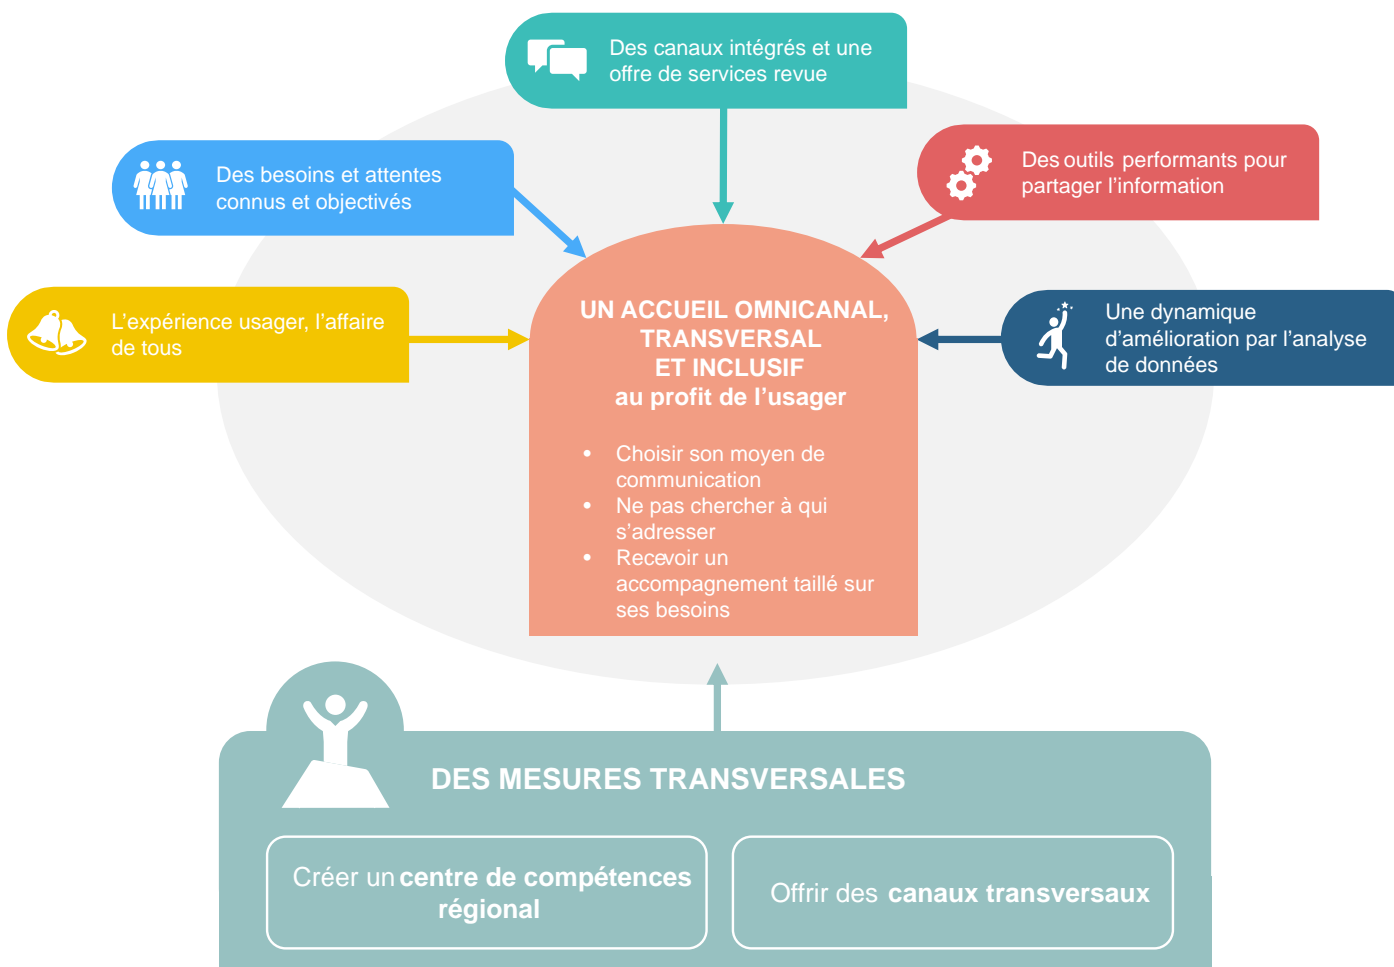 Des canaux intégrés et une
offre de services revue
Des besoins et attentes
connus et objectivés
Des outils performants pour
partager l’information
L’expérience usager, l’affaire
de tous
Une dynamique
d’amélioration par l’analyse
de données
UN ACCUEIL OMNICANAL,
TRANSVERSAL
ET INCLUSIF
au profit de l’usager
• Choisir son moyen de
communication
• Ne pas chercher à qui
s’adresser
• Recevoir un
accompagnement taillé sur
ses besoins
DES MESURES TRANSVERSALES
Créer un centre de compétences
régional
Offrir des canaux transversaux